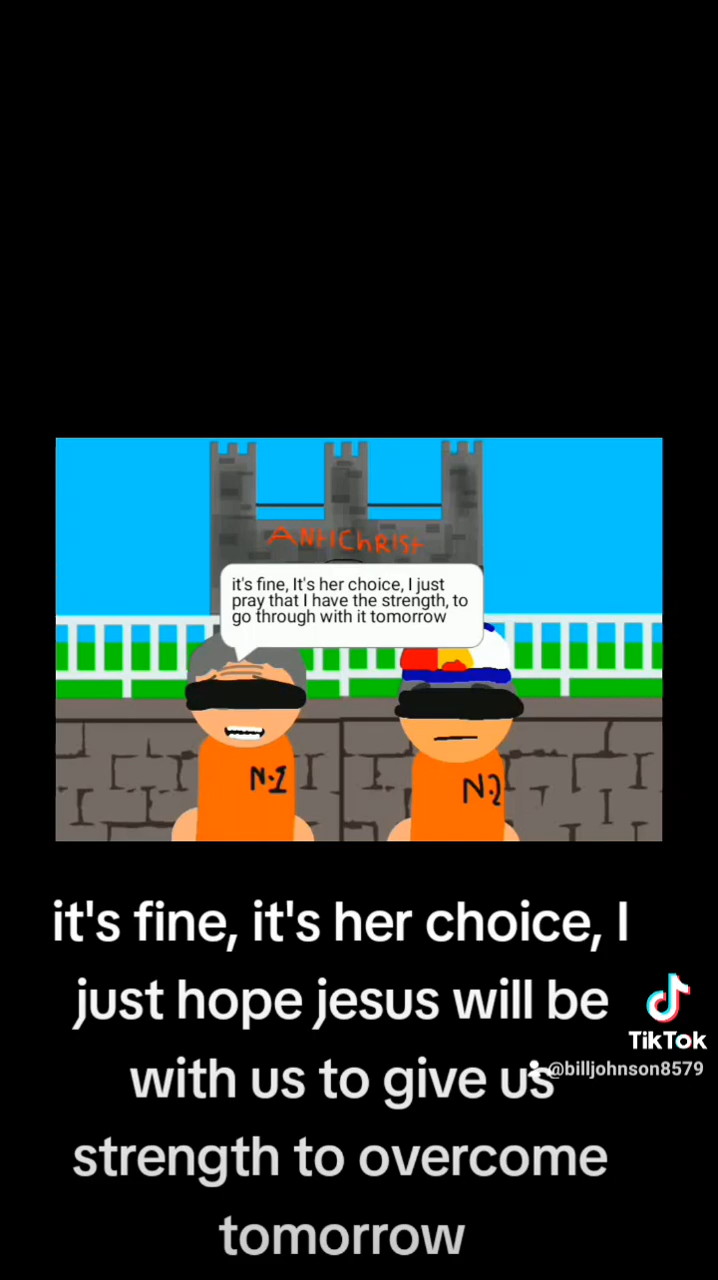 ANtIChRISt
it's fine, It's her choice, I just
pray that I have the strength, to
go through with it tomorrow
N.1
N.2
it's fine, it's her choice, I
just hope jesus will be
with us to give us
strength to overcome
tomorrow
TikTok
@billjohnson8579